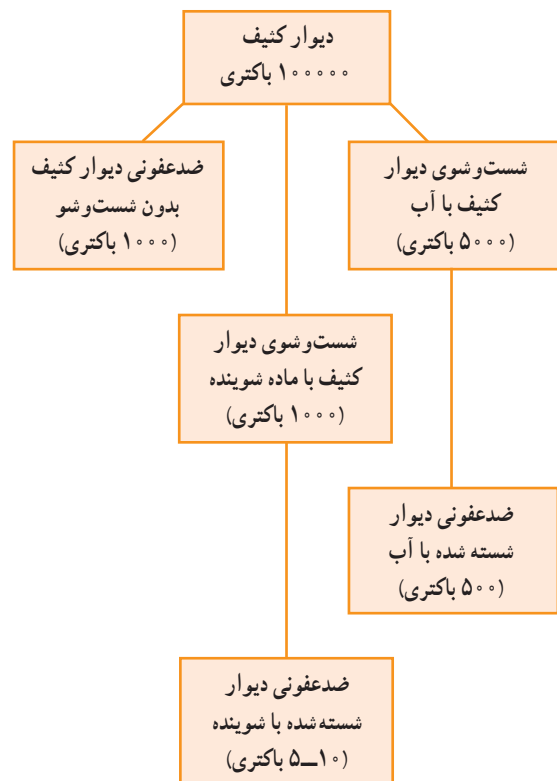 دیوار کثیف
۱۰۰۰۰۰ باکتری
شست‌وشوی دیوار
کثیف با آب
(۵۰۰۰ باکتری)
ضدعفونی دیوار کثیف
بدون شست‌وشو
(۱۰۰۰ باکتری)
شست‌وشوی دیوار
کثیف با ماده شوینده
(۱۰۰۰ باکتری)
ضدعفونی دیوار
شسته شده با آب
(۵۰۰ باکتری)
ضدعفونی دیوار
شسته‌شده با شوینده
(۱۰ــ۵ باکتری)